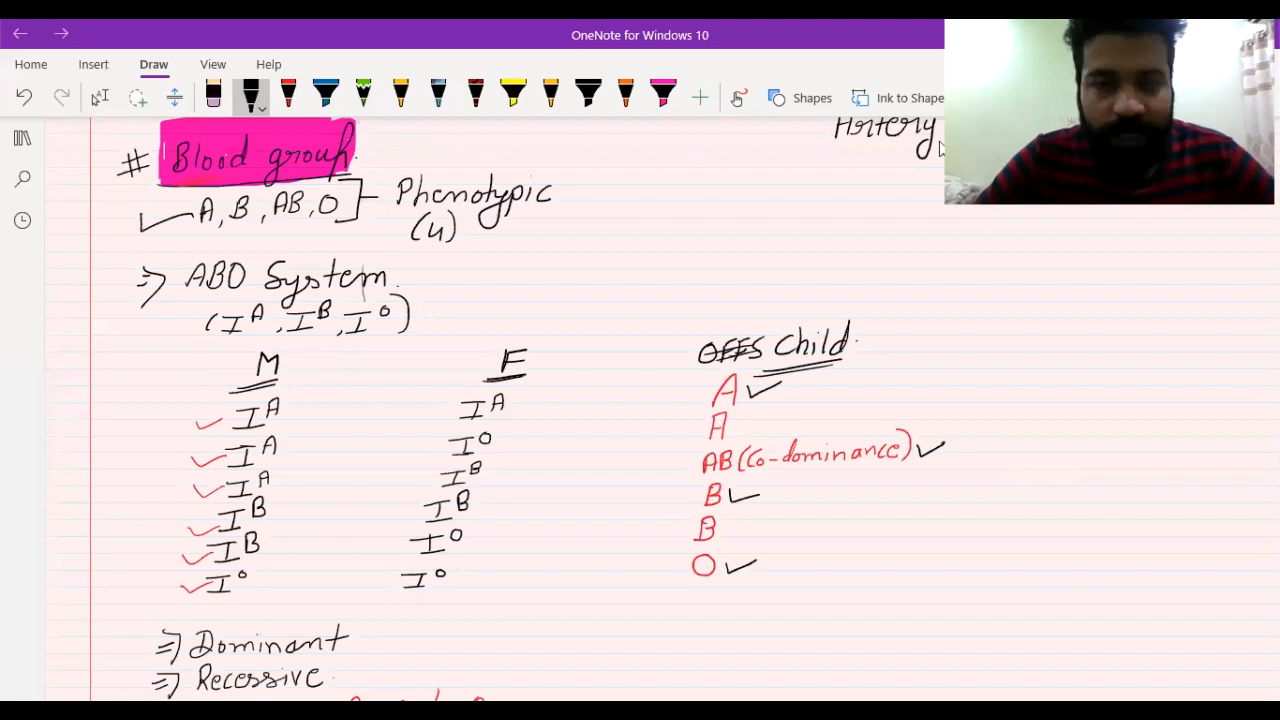 OneNote for Windows 10
Home Insert Draw View Help
Shapes Ink to Shape
Artery
# Blood group
A, B, AB, O ]- Phenotypic
(4)
⇒ ABO System
(I^A, I^B, I^O)
M F OFFS Child
I^A I^A A
I^A I^O A
I^A I^B AB (Co-dominance)
I^B I^B B
I^B I^O B
I^O I^O O
⇒ Dominant
⇒ Recessive